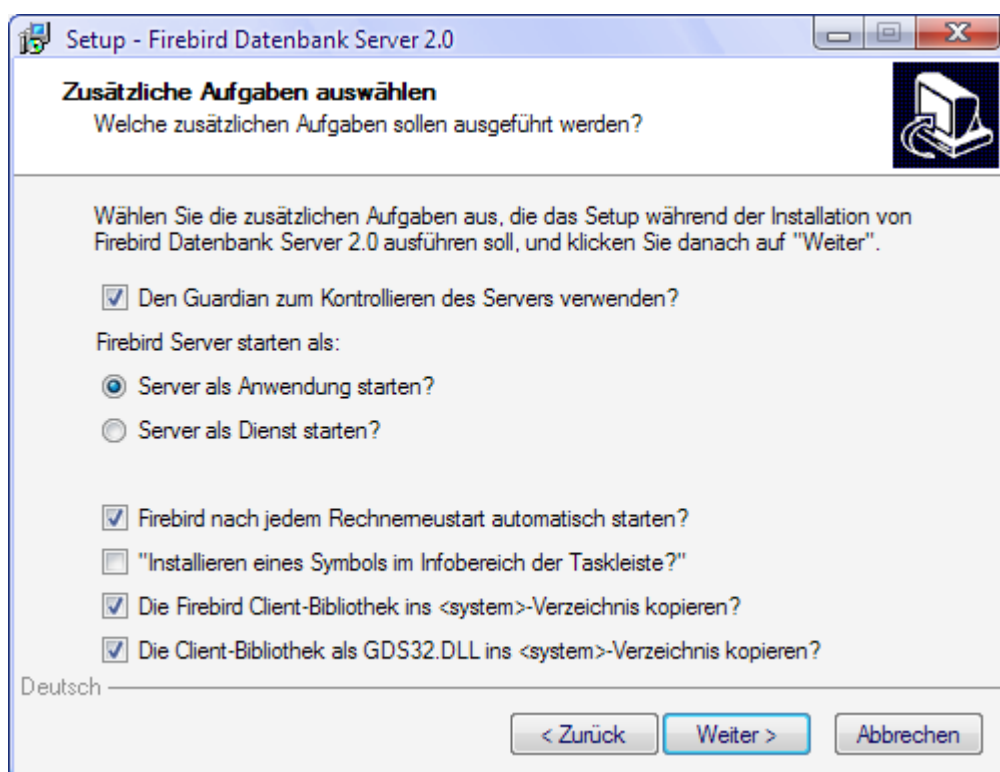 Setup - Firebird Datenbank Server 2.0
Zusätzliche Aufgaben auswählen
Welche zusätzlichen Aufgaben sollen ausgeführt werden?
Wählen Sie die zusätzlichen Aufgaben aus, die das Setup während der Installation von
Firebird Datenbank Server 2.0 ausführen soll, und klicken Sie danach auf "Weiter".
Den Guardian zum Kontrollieren des Servers verwenden?
Firebird Server starten als:
Server als Anwendung starten?
Server als Dienst starten?
Firebird nach jedem Rechnerneustart automatisch starten?
"Installieren eines Symbols im Infobereich der Taskleiste?"
Die Firebird Client-Bibliothek ins <system>-Verzeichnis kopieren?
Die Client-Bibliothek als GDS32.DLL ins <system>-Verzeichnis kopieren?
Deutsch
< Zurück Weiter > Abbrechen